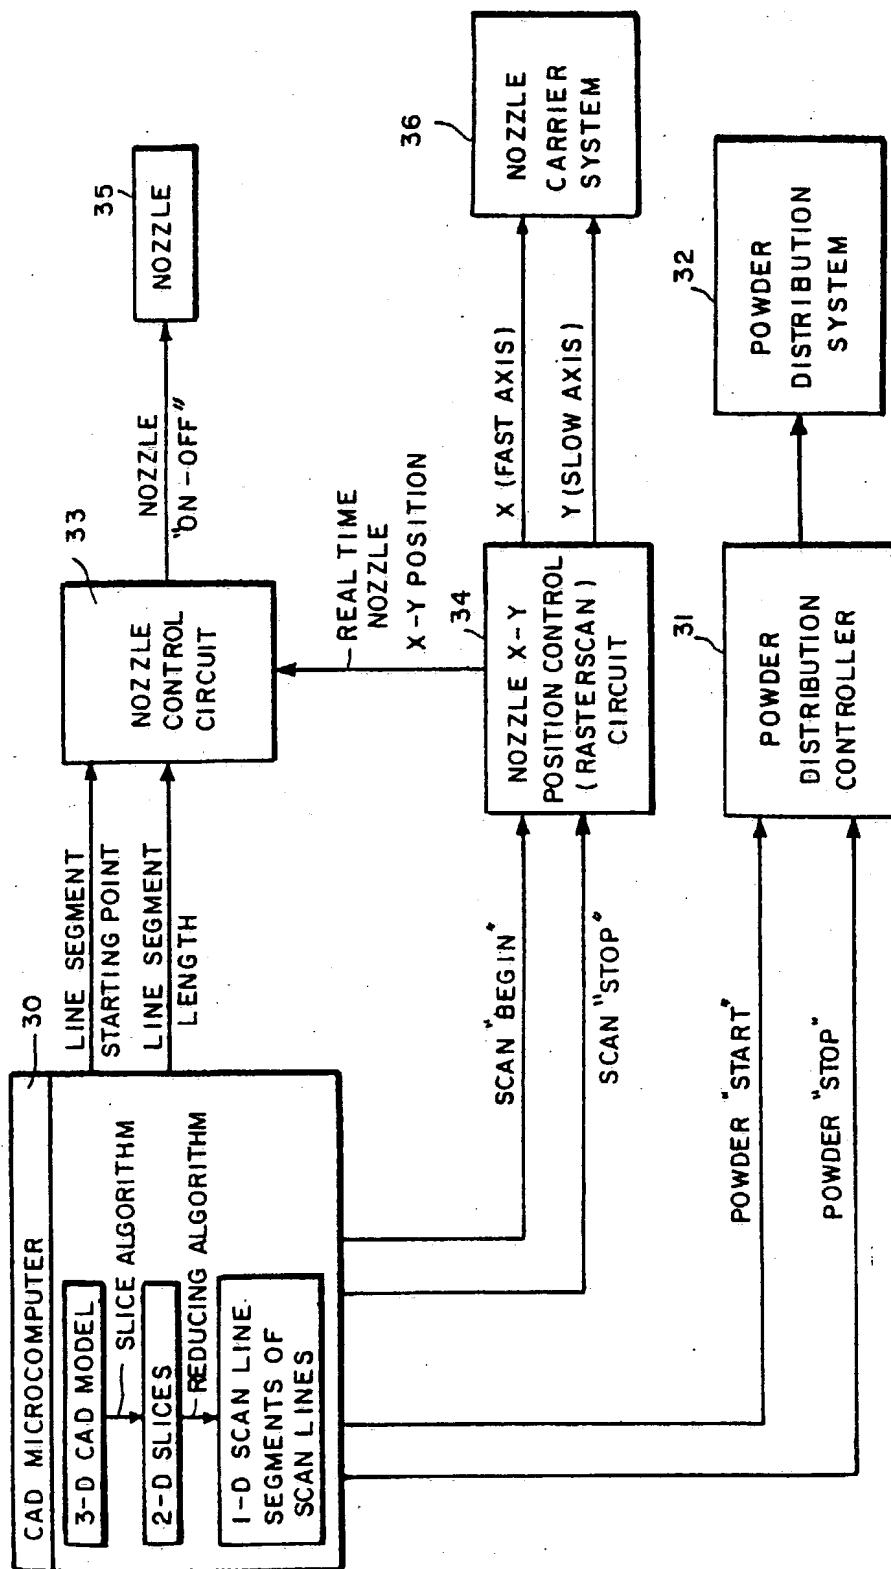 CAD MICROCOMPUTER
30
3-D CAD MODEL
SLICE ALGORITHM
2-D SLICES
REDUCING ALGORITHM
1-D SCAN LINE
SEGMENTS OF
SCAN LINES
LINE SEGMENT
STARTING POINT
LINE SEGMENT
LENGTH
33
NOZZLE
CONTROL
CIRCUIT
NOZZLE
"ON-OFF"
35
NOZZLE
REAL TIME
NOZZLE
X-Y POSITION
SCAN "BEGIN"
SCAN "STOP"
34
NOZZLE X-Y
POSITION CONTROL
(RASTERSCAN)
CIRCUIT
X (FAST AXIS)
Y (SLOW AXIS)
36
NOZZLE
CARRIER
SYSTEM
POWDER "START"
POWDER "STOP"
31
POWDER
DISTRIBUTION
CONTROLLER
32
POWDER
DISTRIBUTION
SYSTEM